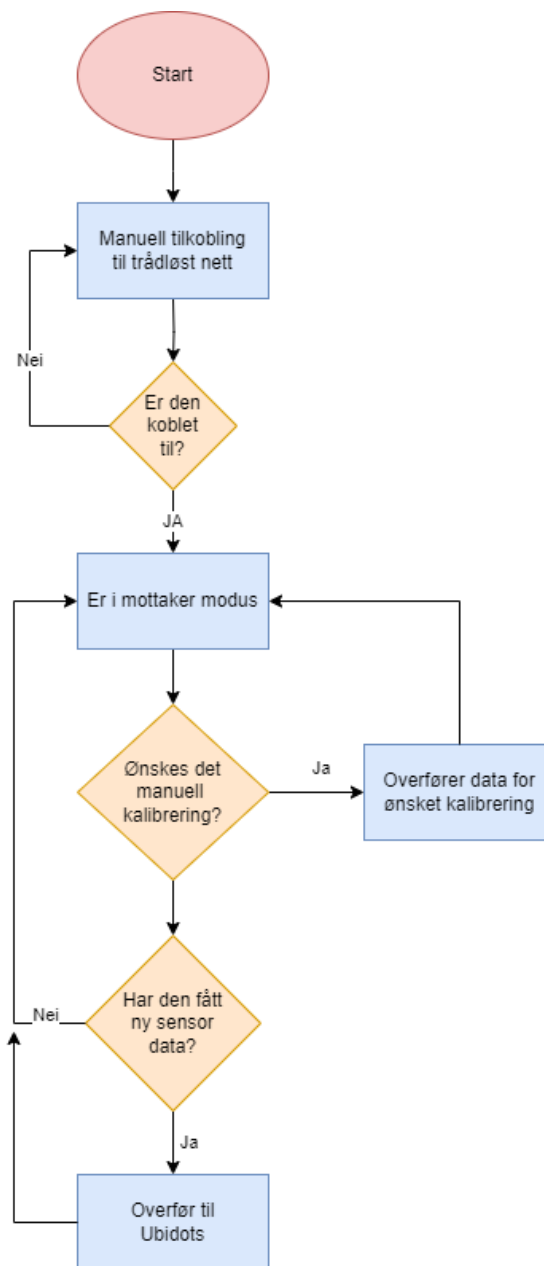 Start
Manuell tilkobling
til trådløst nett
Nei
Er den
koblet
til?
JA
Er i mottaker modus
Ønskes det
manuell
kalibrering?
Ja
Overfører data for
ønsket kalibrering
Har den fått
ny sensor
data?
Nei
Ja
Overfør til
Ubidots